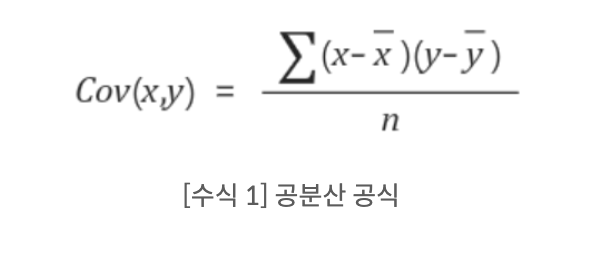 Cov(x,y) = ∑(x-x̄)(y-ȳ) / n
[수식 1] 공분산 공식